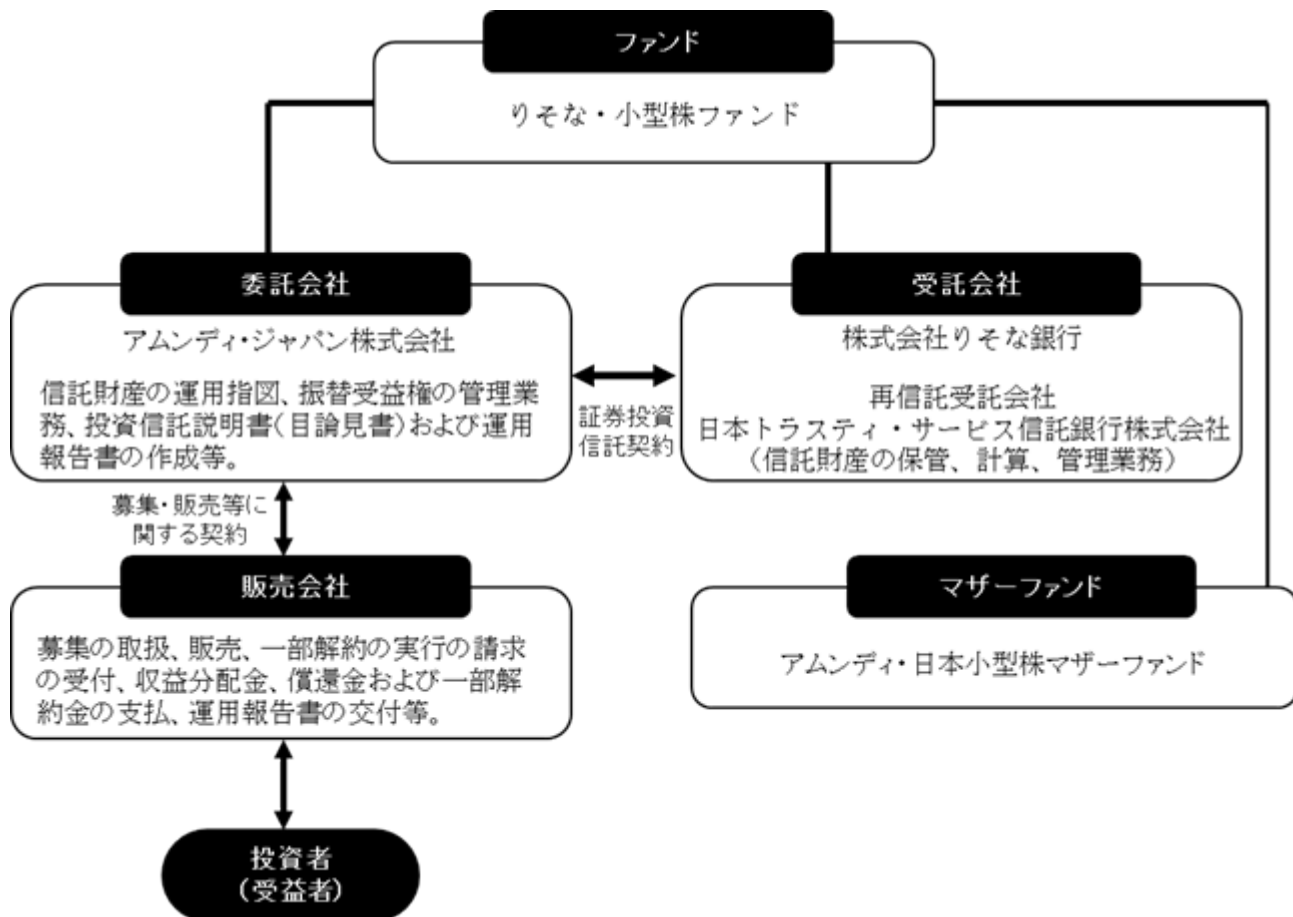 ファンド
りそな・小型株ファンド
委託会社
アムンディ・ジャパン株式会社
信託財産の運用指図、振替受益権の管理業
務、投資信託説明書(目論見書)および運用
報告書の作成等。
証券投資
信託契約
受託会社
株式会社りそな銀行
再信託受託会社
日本トラスティ・サービス信託銀行株式会社
(信託財産の保管、計算、管理業務)
募集・販売等に
関する契約
販売会社
募集の取扱、販売、一部解約の実行の請求
の受付、収益分配金、償還金および一部解
約金の支払、運用報告書の交付等。
マザーファンド
アムンディ・日本小型株マザーファンド
投資者
(受益者)